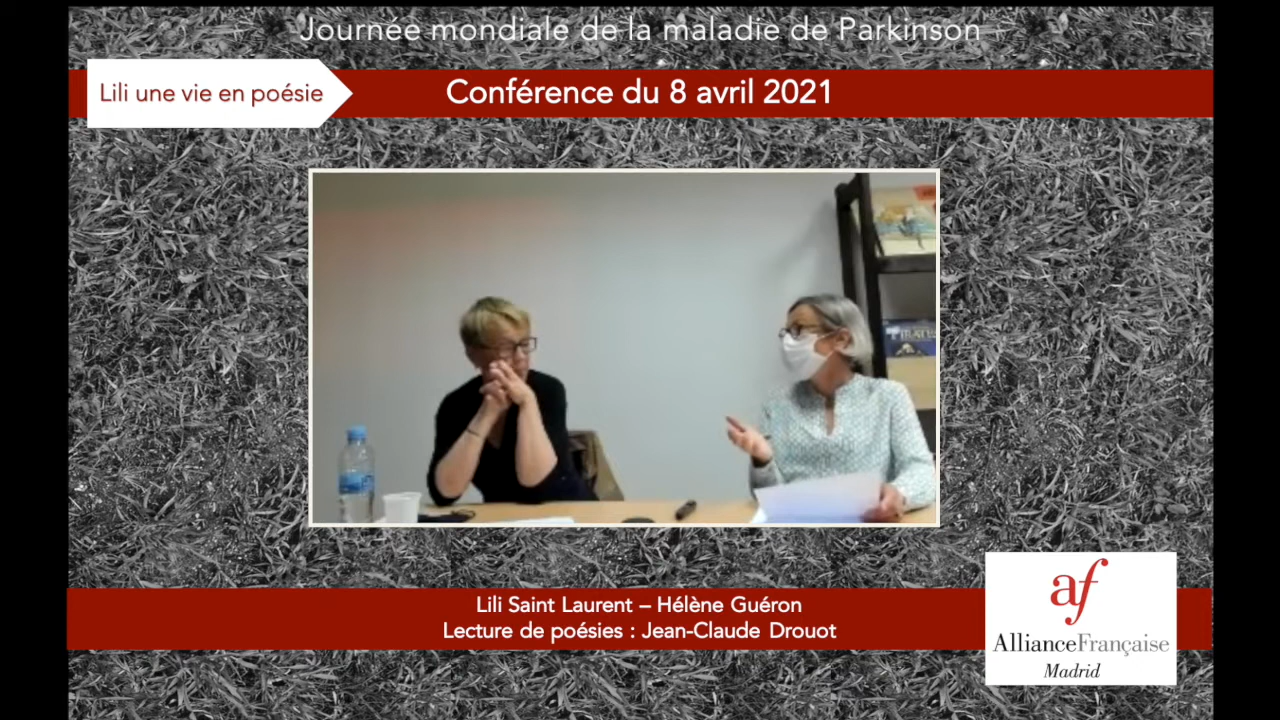 Journée mondiale de la maladie de Parkinson
Lili une vie en poésie
Conférence du 8 avril 2021
Lili Saint Laurent – Hélène Guéron
Lecture de poésies : Jean-Claude Drouot
af
AllianceFrançaise
Madrid